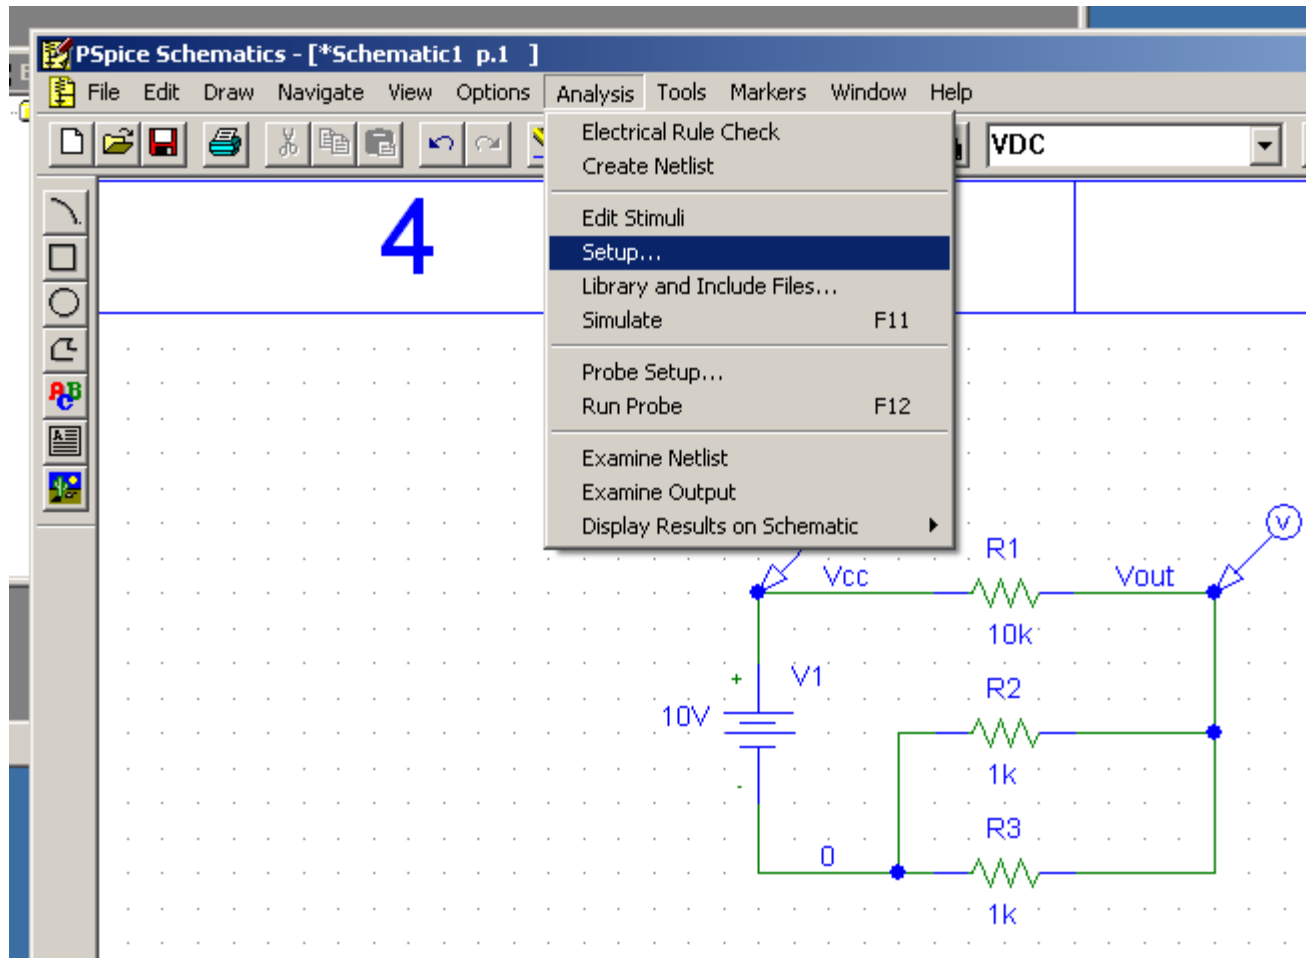 PSpice Schematics - [*Schematic1 p.1 ]
File Edit Draw Navigate View Options Analysis Tools Markers Window Help
VDC
Electrical Rule Check
Create Netlist
Edit Stimuli
Setup...
Library and Include Files...
Simulate F11
Probe Setup...
Run Probe F12
Examine Netlist
Examine Output
Display Results on Schematic
4
ABC
A
V
R1
Vcc
Vout
10k
+
V1
R2
10V
1k
-
R3
0
1k